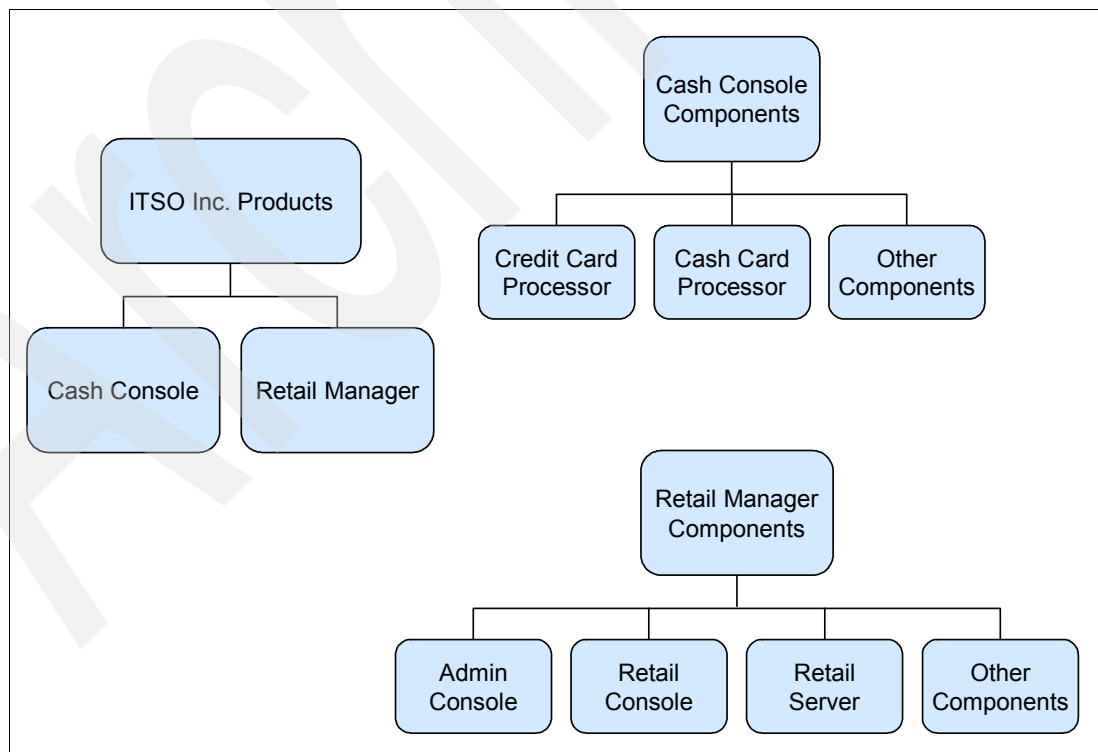 ITSO Inc. Products
Cash Console
Retail Manager
Cash Console
Components
Credit Card
Processor
Cash Card
Processor
Other
Components
Retail Manager
Components
Admin
Console
Retail
Console
Retail
Server
Other
Components